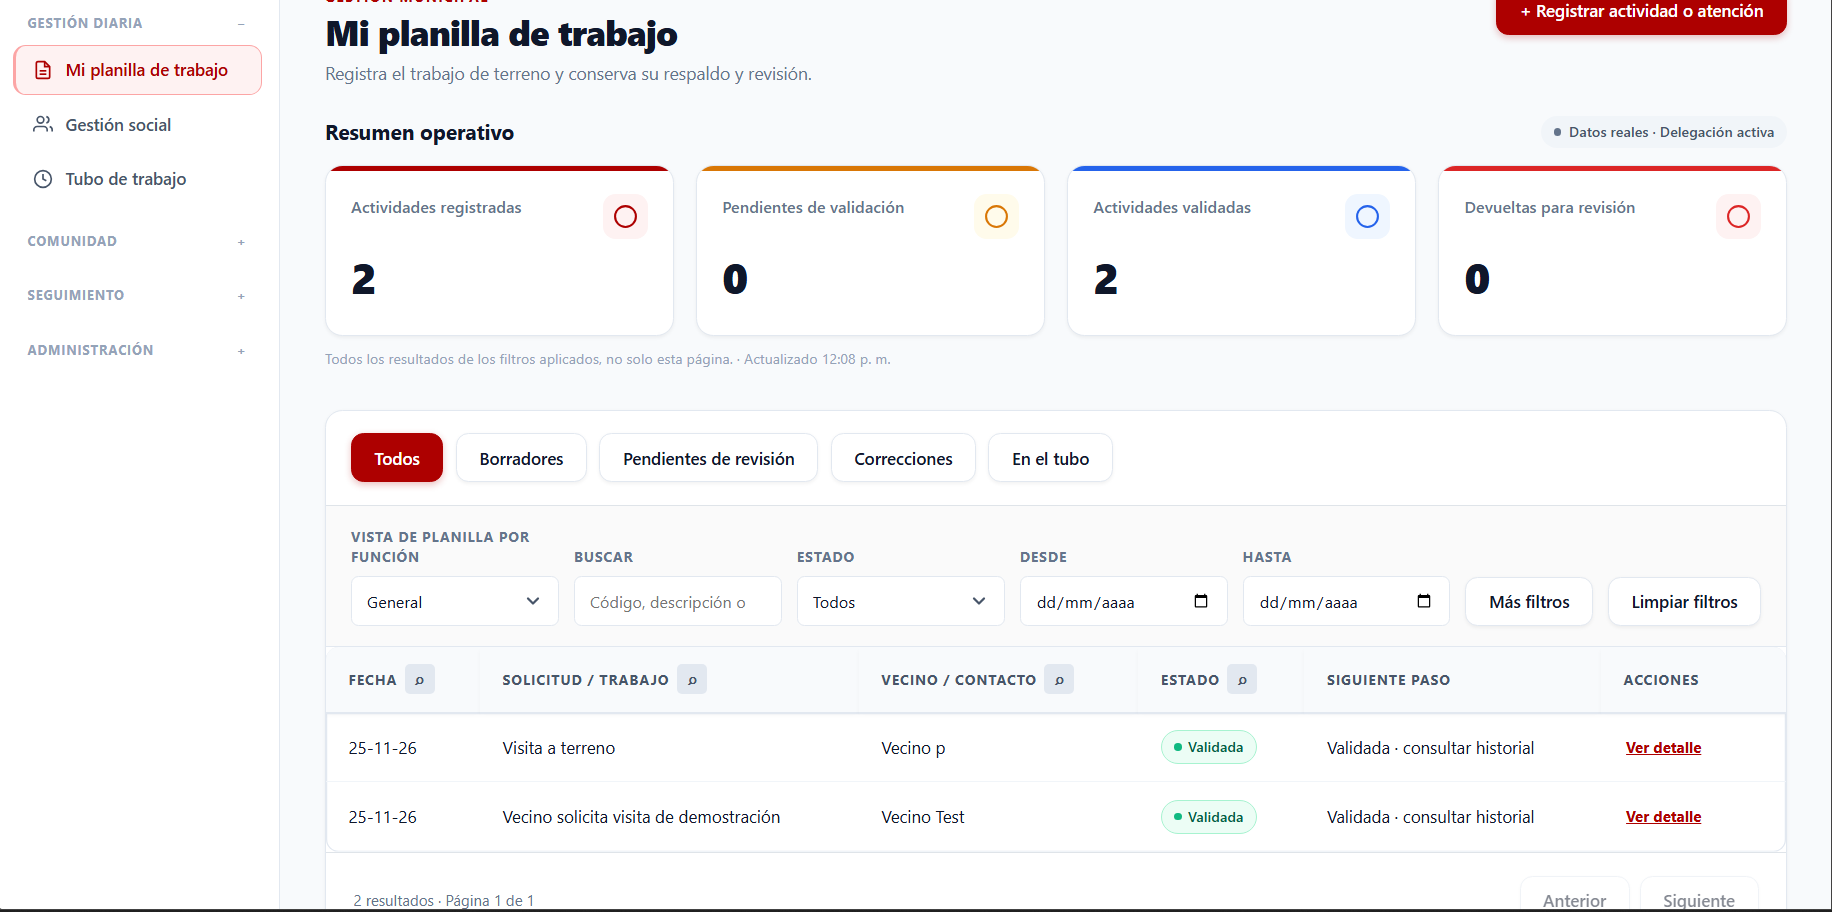 GESTIÓN DIARIA −
Mi planilla de trabajo
Gestión social
Tubo de trabajo
COMUNIDAD +
SEGUIMIENTO +
ADMINISTRACIÓN +
GESTIÓN MUNICIPAL
Mi planilla de trabajo
Registra el trabajo de terreno y conserva su respaldo y revisión.
+ Registrar actividad o atención
Resumen operativo
Datos reales · Delegación activa
Actividades registradas
2
Pendientes de validación
0
Actividades validadas
2
Devueltas para revisión
0
Todos los resultados de los filtros aplicados, no solo esta página. · Actualizado 12:08 p. m.
Todos Borradores Pendientes de revisión Correcciones En el tubo
VISTA DE PLANILLA POR
FUNCIÓN BUSCAR ESTADO DESDE HASTA
General Código, descripción o Todos dd/mm/aaaa dd/mm/aaaa Más filtros Limpiar filtros
FECHA SOLICITUD / TRABAJO VECINO / CONTACTO ESTADO SIGUIENTE PASO ACCIONES
25-11-26 Visita a terreno Vecino p Validada Validada · consultar historial Ver detalle
25-11-26 Vecino solicita visita de demostración Vecino Test Validada Validada · consultar historial Ver detalle
2 resultados · Página 1 de 1 Anterior Siguiente